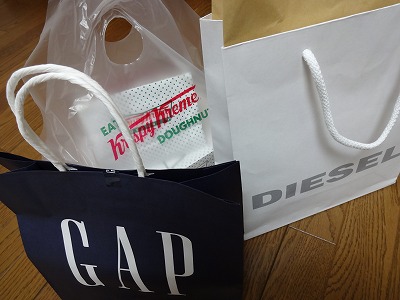 EAT
Krispy Kreme
DOUGHNU
DIESEL
GAP